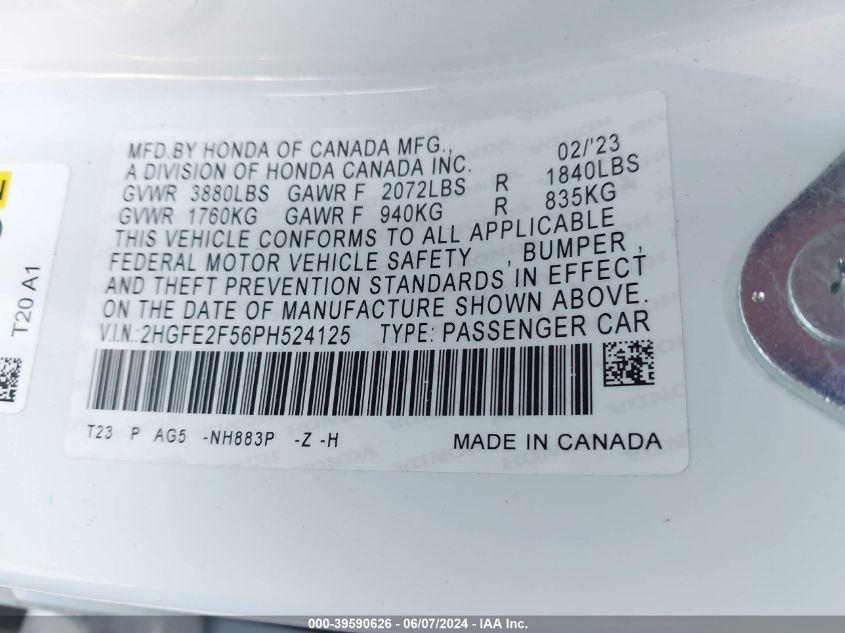 MFD.BY HONDA OF CANADA MFG., 02/'23
A DIVISION OF HONDA CANADA INC.
GVWR 3880LBS GAWR F 2072LBS R 1840LBS
GVWR 1760KG GAWR F 940KG R 835KG
THIS VEHICLE CONFORMS TO ALL APPLICABLE
FEDERAL MOTOR VEHICLE SAFETY , BUMPER ,
AND THEFT PREVENTION STANDARDS IN EFFECT
ON THE DATE OF MANUFACTURE SHOWN ABOVE.
V.I.N.:2HGFE2F56PH524125 TYPE: PASSENGER CAR
T23 P AG5 -NH883P -Z -H MADE IN CANADA
T20 A1
000-39590626 - 06/07/2024 - IAA Inc.